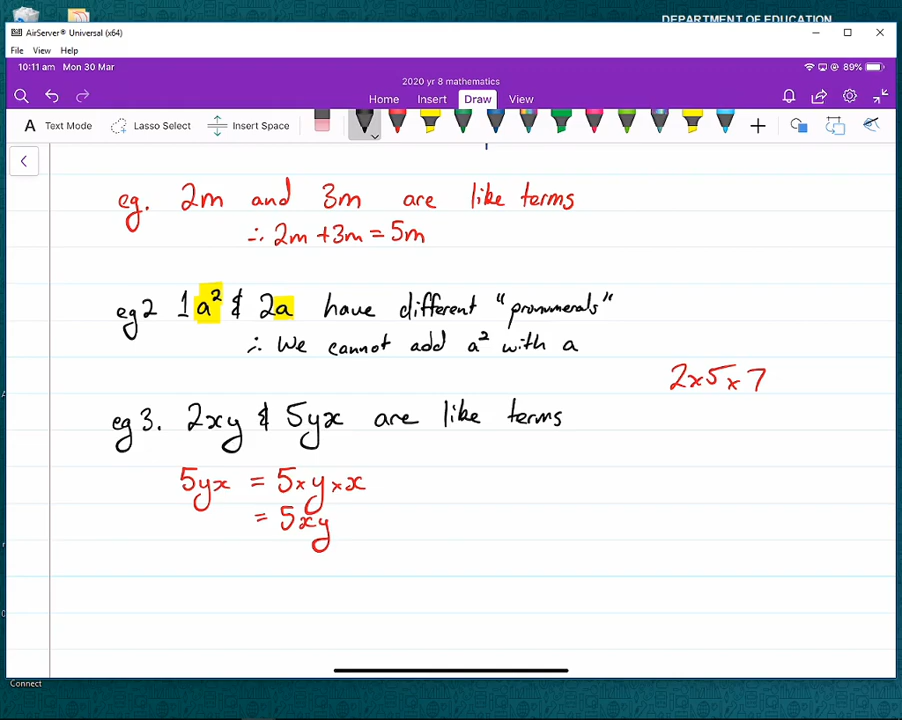 DEPARTMENT OF EDUCATION
AirServer® Universal (x64)
File View Help
10:11 am Mon 30 Mar
89%
2020 yr 8 mathematics
Home Insert Draw View
A Text Mode Lasso Select Insert Space
eg. 2m and 3m are like terms
∴ 2m + 3m = 5m
eg2 1a² & 2a have different "pronumerals"
∴ We cannot add a² with a
2×5×7
eg3. 2xy & 5yx are like terms
5yx = 5×y×x
= 5xy
Connect